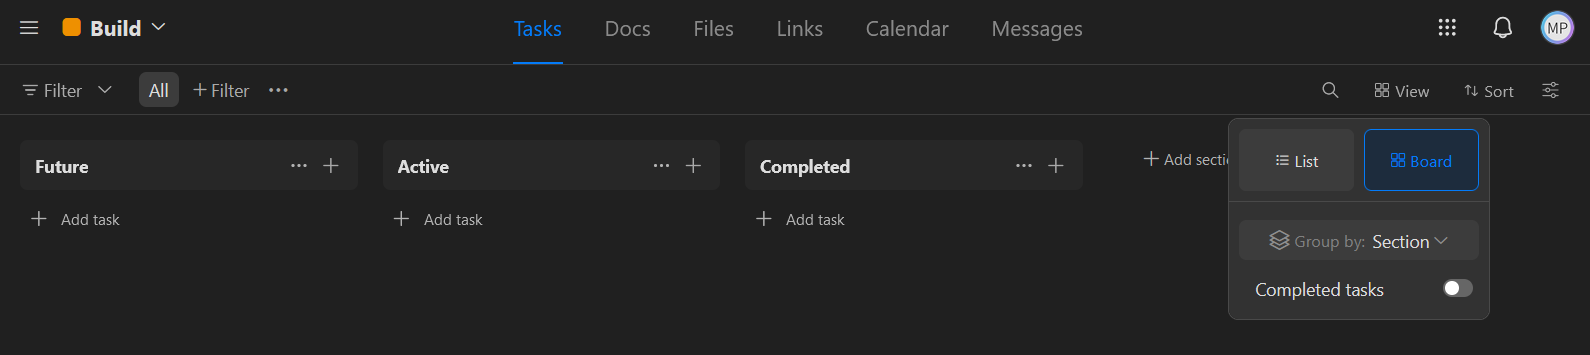 Build
Tasks Docs Files Links Calendar Messages
MP
Filter All + Filter ...
View Sort
Future ... +
Active ... +
Completed ... +
+ Add
List Board
+ Add task
+ Add task
+ Add task
Group by: Section
Completed tasks